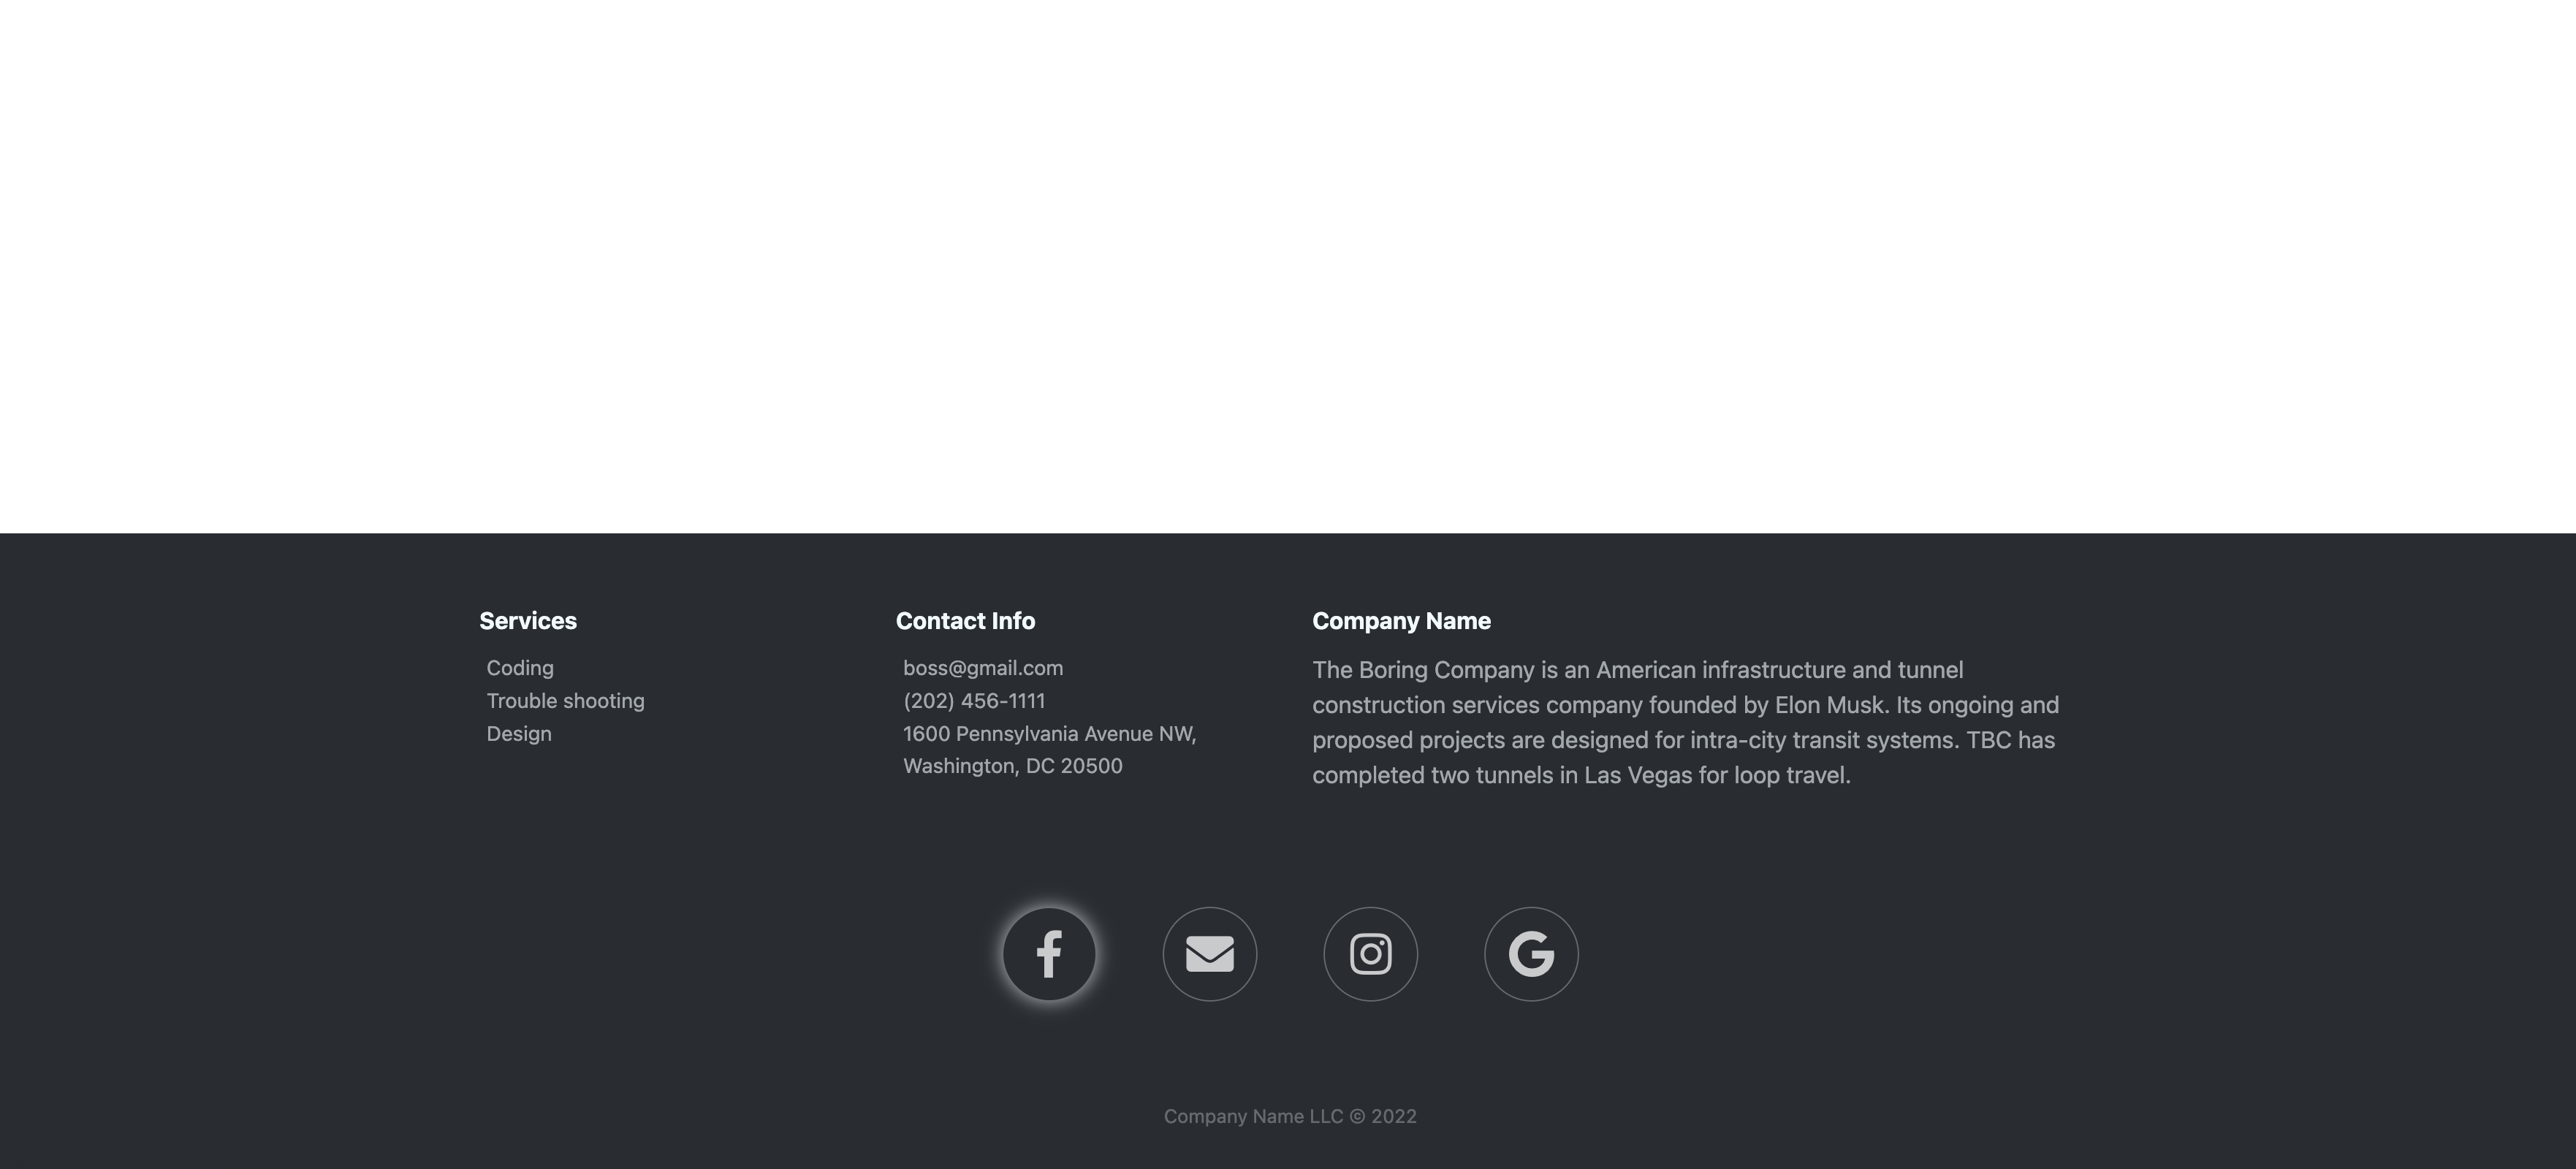 Services
Coding
Trouble shooting
Design
Contact Info
boss@gmail.com
(202) 456-1111
1600 Pennsylvania Avenue NW,
Washington, DC 20500
Company Name
The Boring Company is an American infrastructure and tunnel
construction services company founded by Elon Musk. Its ongoing and
proposed projects are designed for intra-city transit systems. TBC has
completed two tunnels in Las Vegas for loop travel.
Company Name LLC © 2022